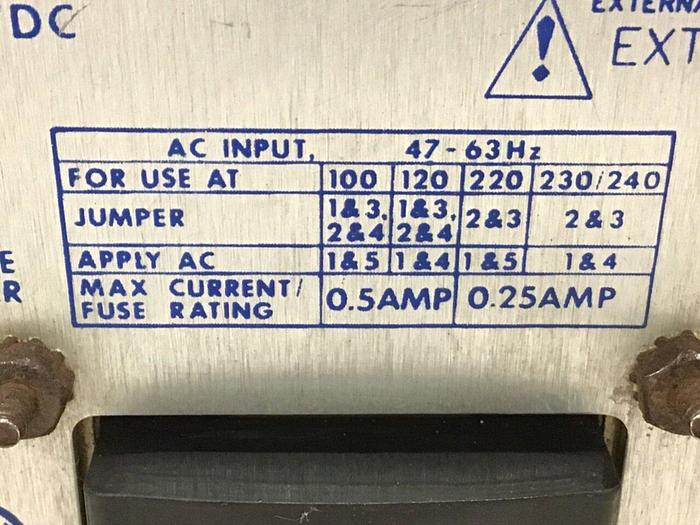 DC
EXTERNA
EXT
AC INPUT, 47-63Hz
FOR USE AT 100 120 220 230/240
JUMPER 1&3, 2&4 1&3, 2&4 2&3 2&3
APPLY AC 1&5 1&4 1&5 1&4
MAX CURRENT/ FUSE RATING 0.5AMP 0.25AMP
E
R